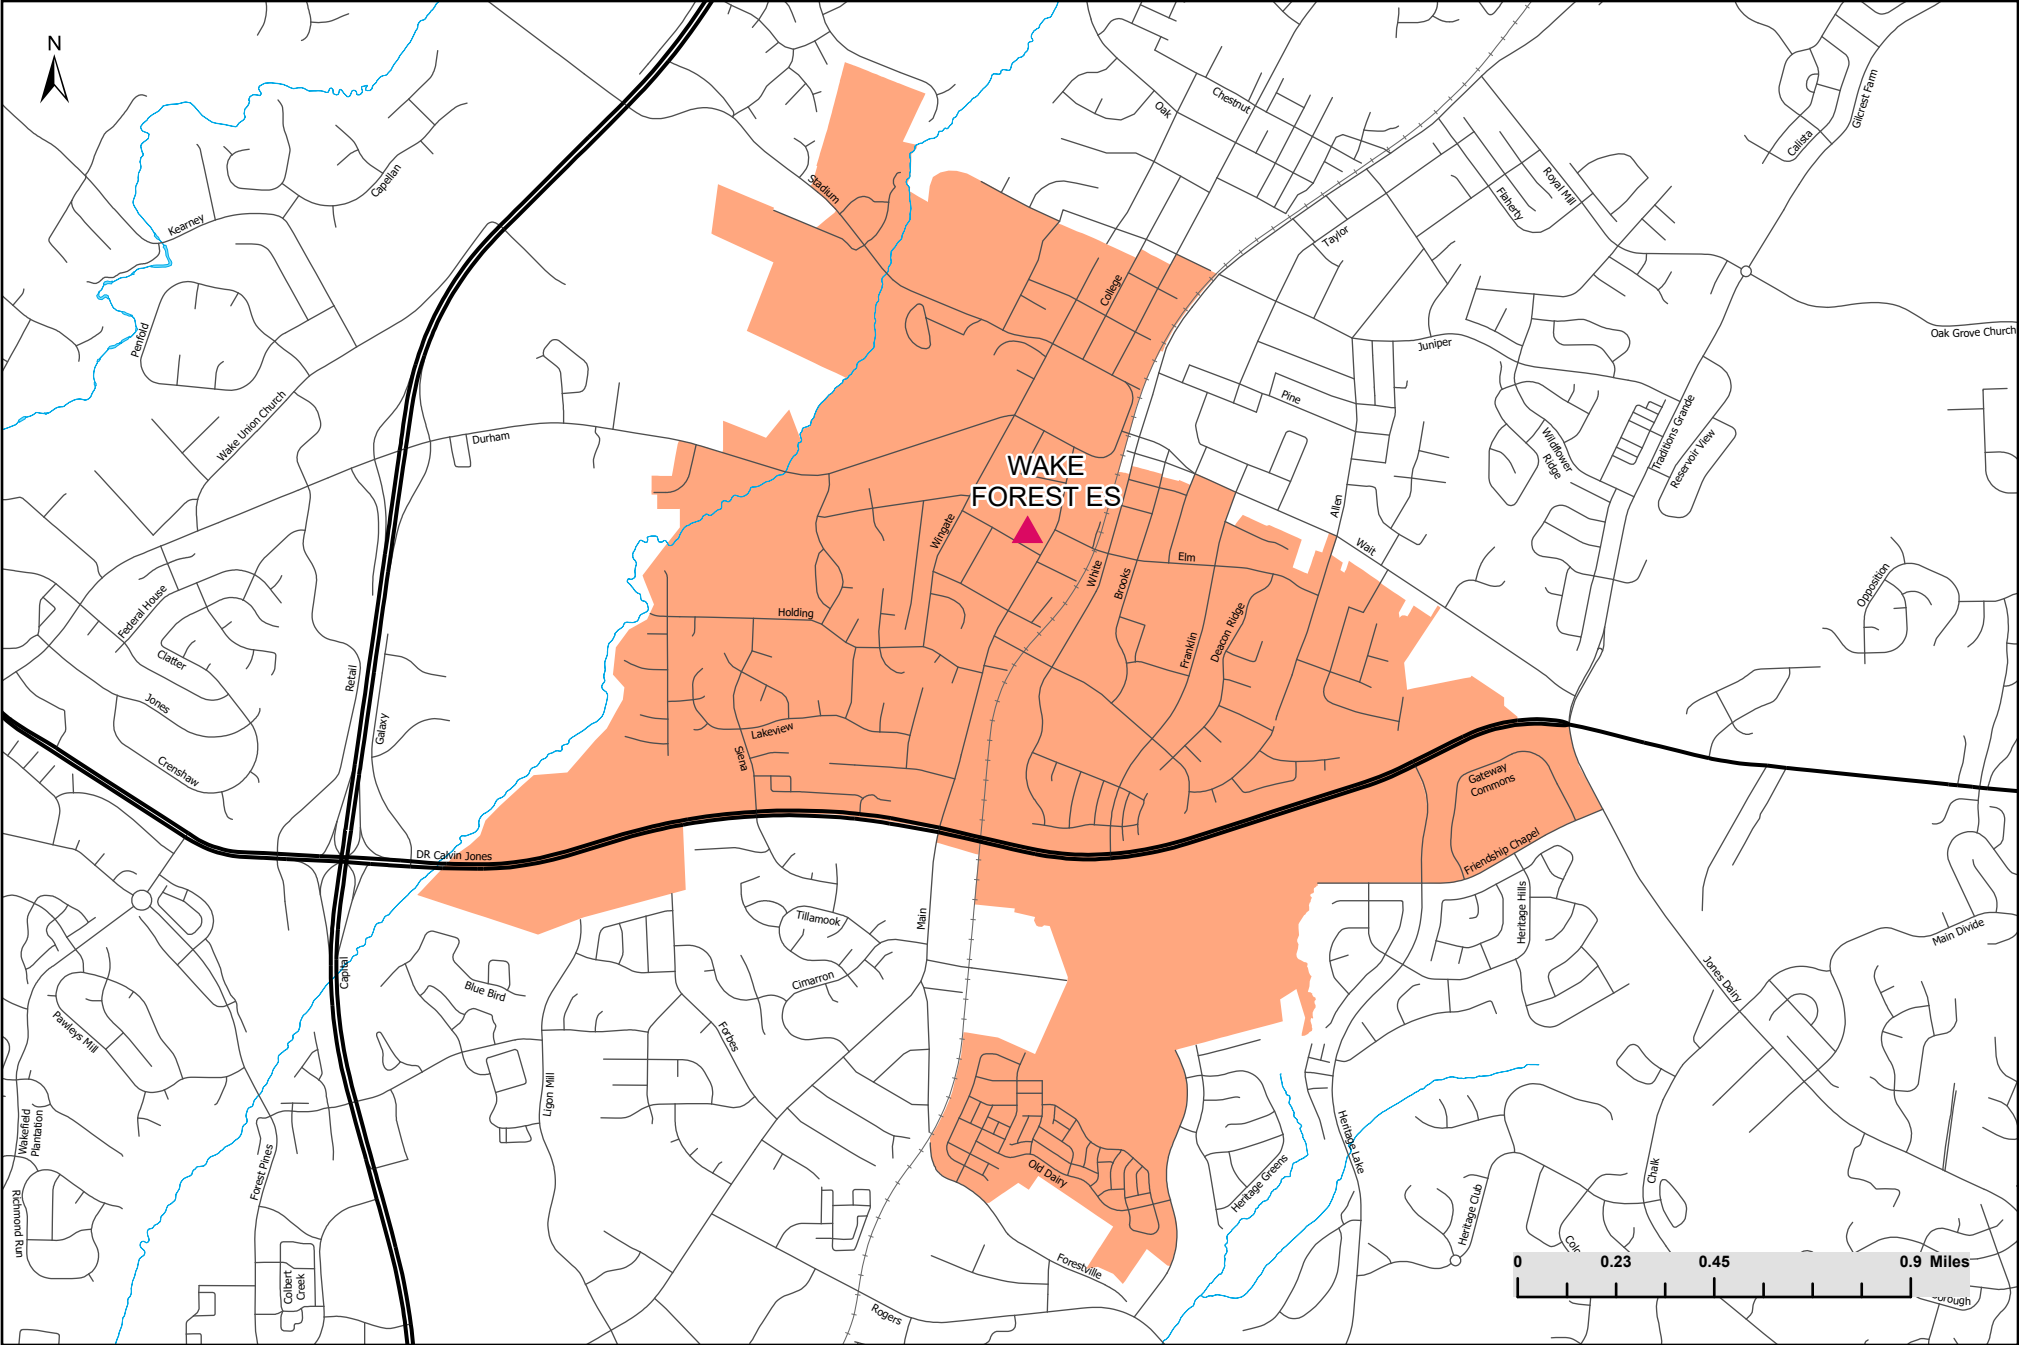 N
Chestnut
Oak
Gilcrest Farm
Calista
Capellan
Stadium
Royal Mill
Flaherty
Kearney
Taylor
College
Penfold
Oak Grove Church
Juniper
Wake Union Church
Pine
Traditions Grande
Durham
Wildflower
Ridge
Reservoir View
WAKE
FOREST ES
Allen
Wingate
Wait
Elm
White
Brooks
Opposition
Federal House
Holding
Deacon Ridge
Franklin
Clatter
Retail
Jones
Galaxy
Lakeview
Siena
Crenshaw
Gateway
Commons
DR Calvin Jones
Friendship Chapel
Heritage Hills
Tillamook
Main
Main Divide
Capital
Cimarron
Blue Bird
Jones Dairy
Pawleys Mill
Forbes
Ligon Mill
Wakefield
Plantation
Heritage Lake
Forest Pines
Old Dairy
Heritage Greens
Chalk
Richmond Run
Heritage Club
Forestville
Colbert
Creek
Rogers
0 0.23 0.45 0.9 Miles